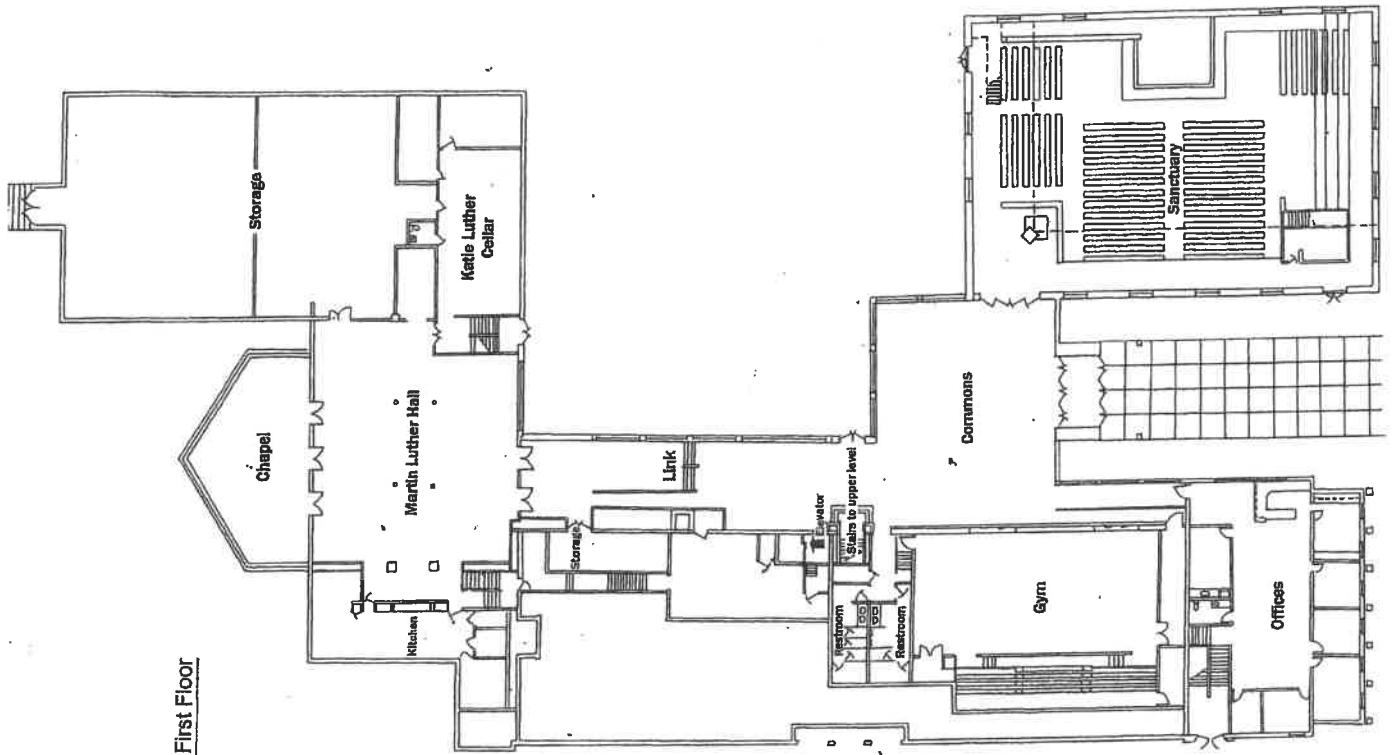 First Floor
Chapel
Martin Luther Hall
Kitchen
Storage
Katie Luther
Cellar
Link
Storage
Elevator
Stairs to upper level
Restroom
Restroom
Commons
Gym
Offices
Sanctuary